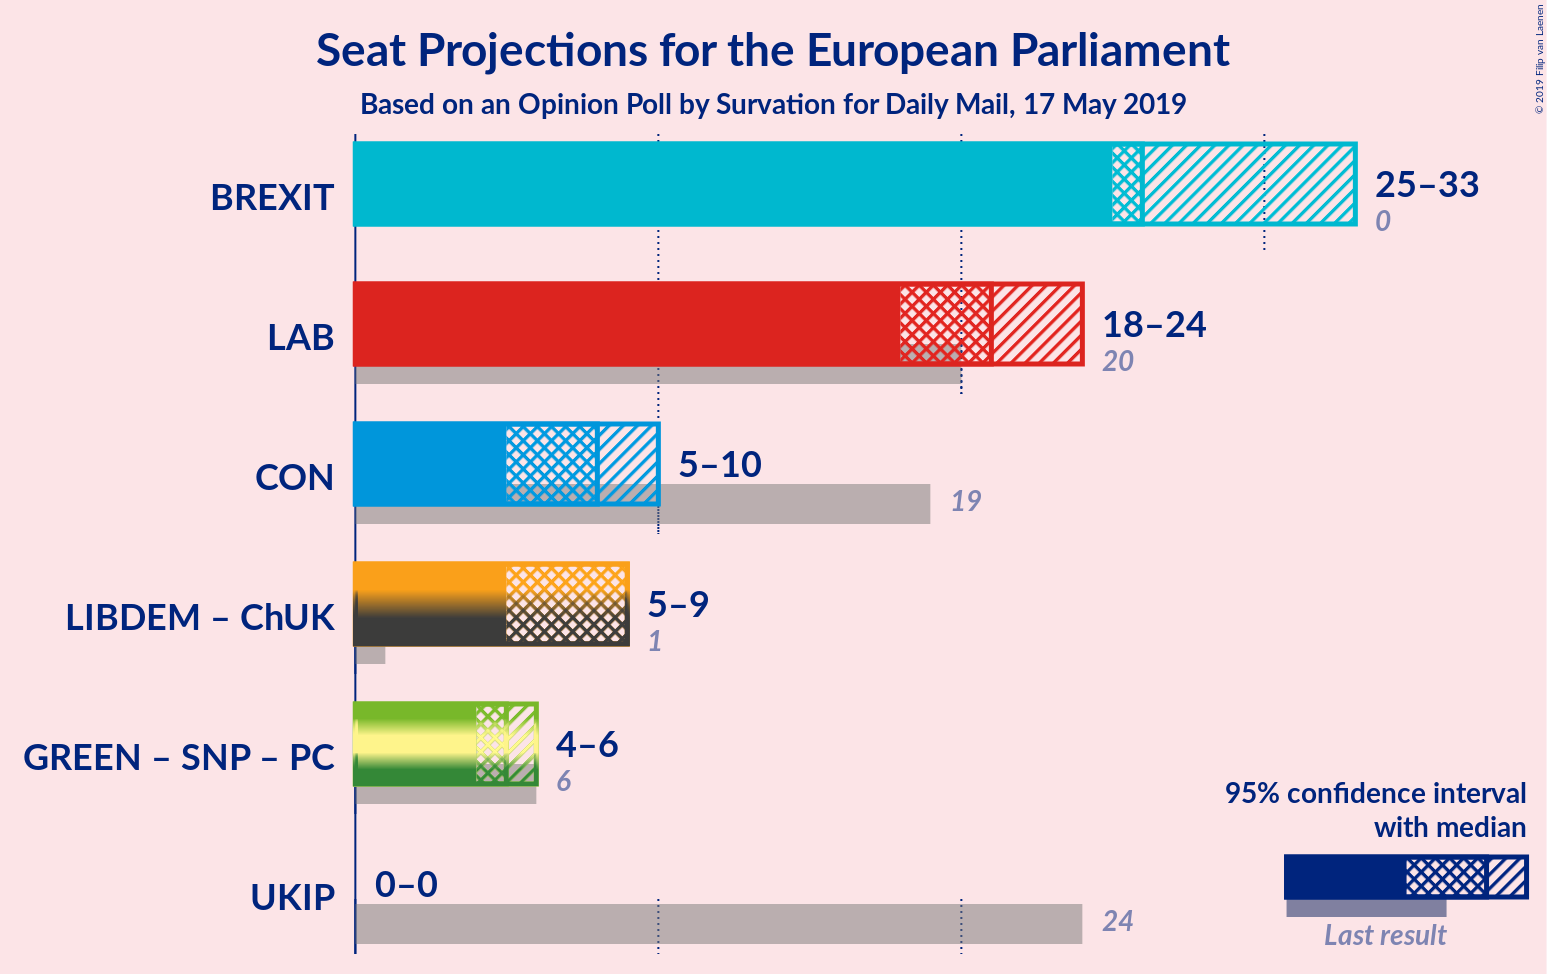 Seat Projections for the European Parliament
Based on an Opinion Poll by Survation for Daily Mail, 17 May 2019
© 2019 Filip van Laenen
BREXIT
25–33
0
LAB
18–24
20
CON
5–10
19
LIBDEM – ChUK
5–9
1
GREEN – SNP – PC
4–6
6
UKIP
0–0
24
95% confidence interval
with median
Last result